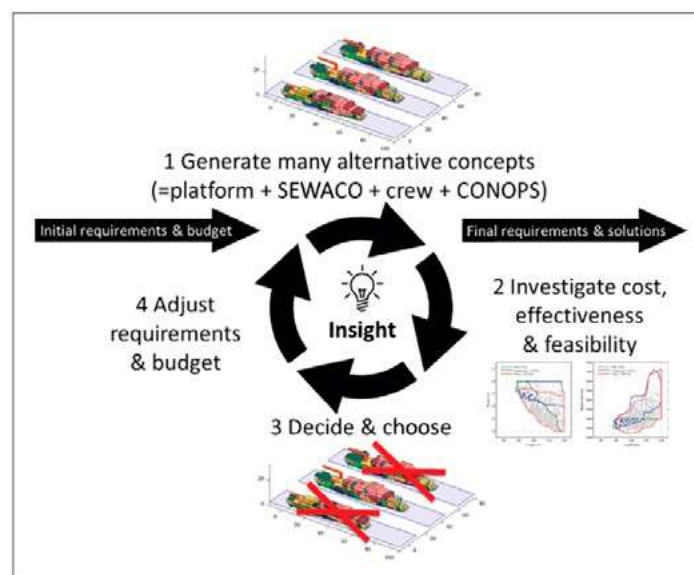 1 Generate many alternative concepts
(=platform + SEWACO + crew + CONOPS)
Initial requirements & budget
Final requirements & solutions
Insight
2 Investigate cost,
effectiveness
& feasibility
4 Adjust
requirements
& budget
3 Decide & choose